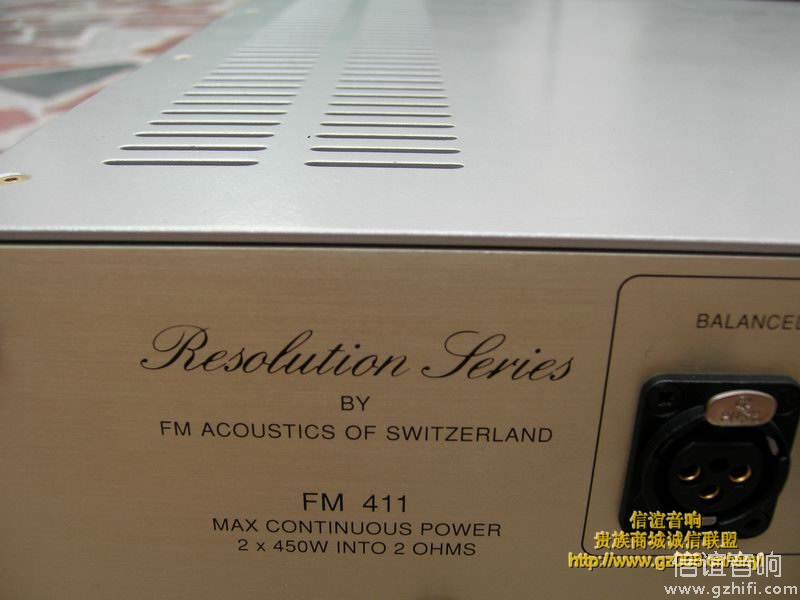 Resolution Series
BY
FM ACOUSTICS OF SWITZERLAND
FM 411
MAX CONTINUOUS POWER
2 x 450W INTO 2 OHMS
BALANCED
信谊音响
贵族商城诚信联盟
信谊音响
www.gzhifi.com